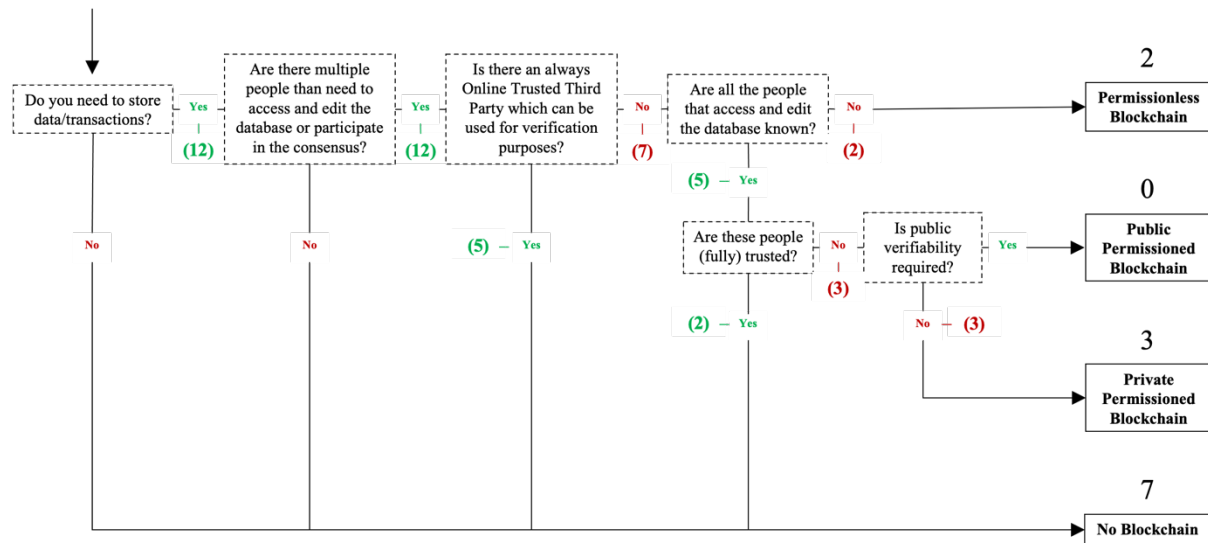 Do you need to store
data/transactions?
Yes
(12)
No
Are there multiple
people than need to
access and edit the
database or participate
in the consensus?
Yes
(12)
No
Is there an always
Online Trusted Third
Party which can be
used for verification
purposes?
No
(7)
(5)
Yes
Are all the people
that access and edit
the database known?
No
(2)
(5)
Yes
Are these people
(fully) trusted?
No
(3)
(2)
Yes
Is public
verifiability
required?
Yes
No
(3)
2
Permissionless
Blockchain
0
Public
Permissioned
Blockchain
3
Private
Permissioned
Blockchain
7
No Blockchain